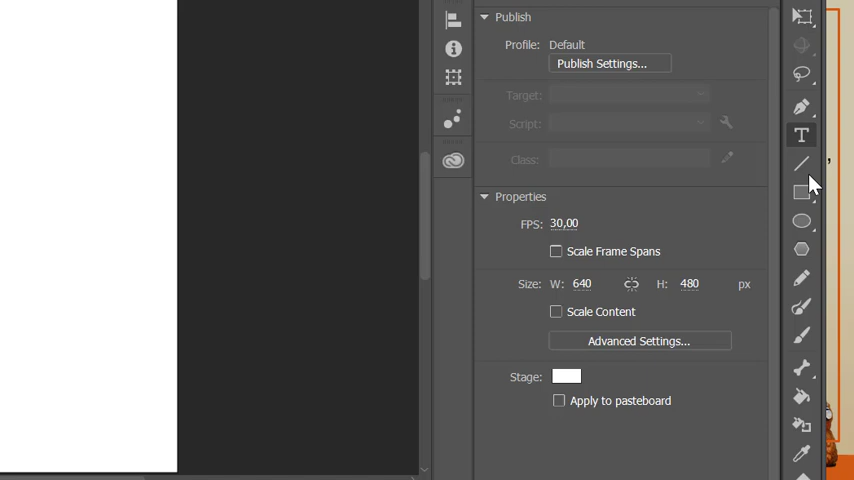 Publish
Profile: Default
Publish Settings...
Target:
Script:
Class:
Properties
FPS: 30,00
Scale Frame Spans
Size: W: 640 H: 480 px
Scale Content
Advanced Settings...
Stage:
Apply to pasteboard